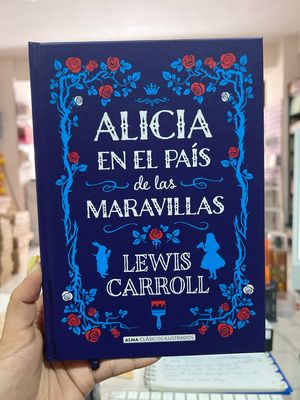 ALICIA
EN EL PAÍS
de las
MARAVILLAS
LEWIS
CARROLL
ALMA CLÁSICOS ILUSTRADOS